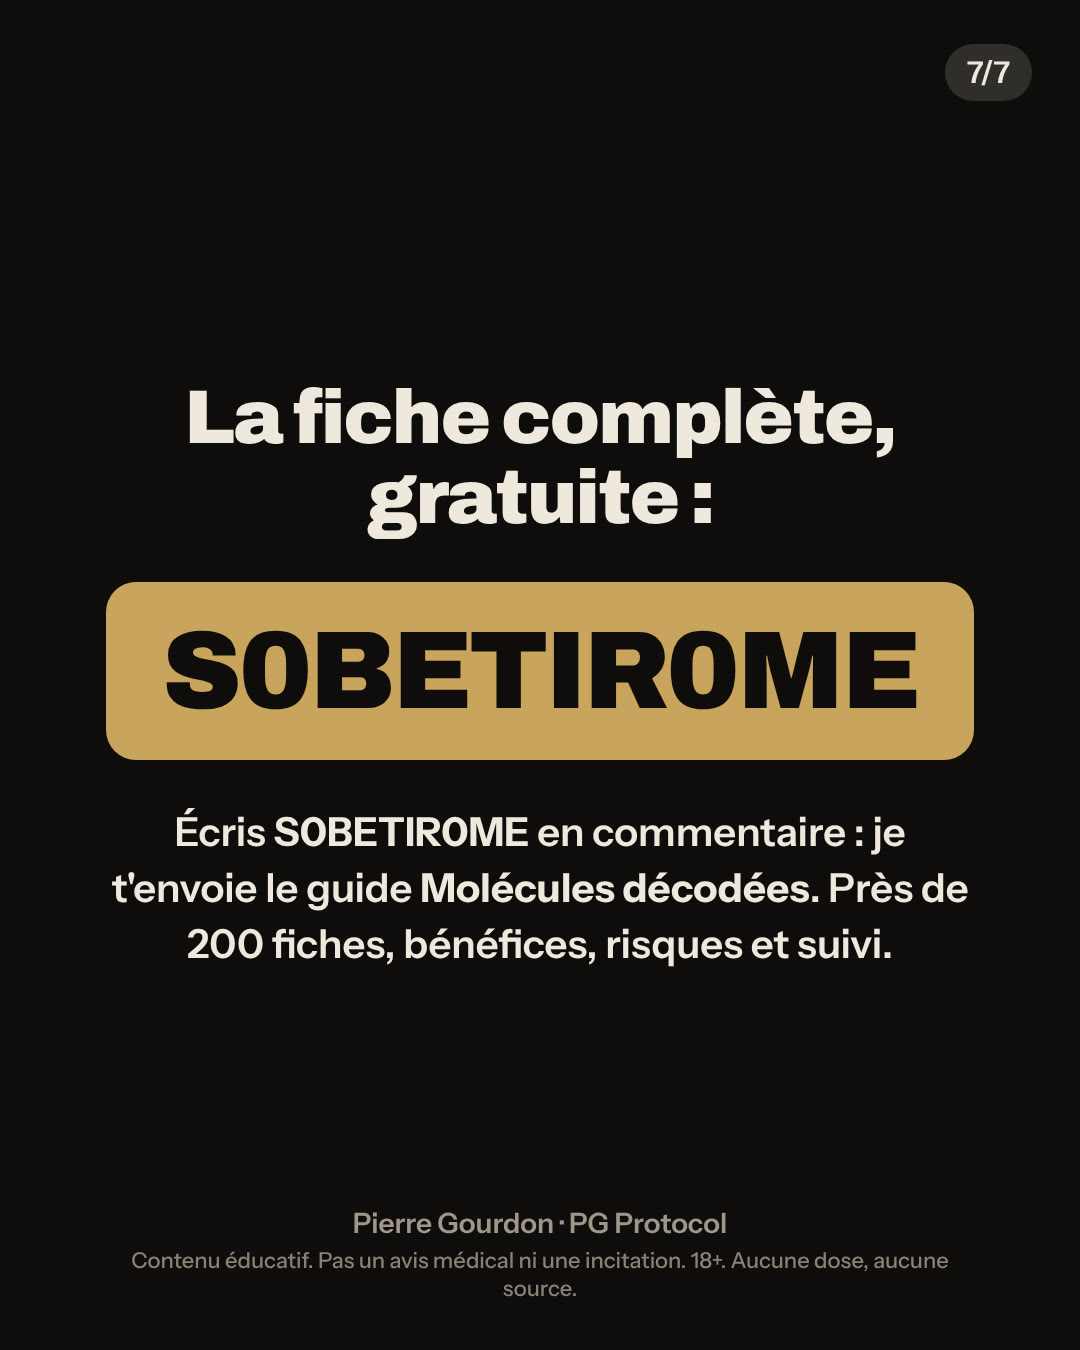 7/7
La fiche complète,
gratuite :
S0BETIR0ME
Écris S0BETIR0ME en commentaire : je
t'envoie le guide Molécules décodées. Près de
200 fiches, bénéfices, risques et suivi.
Pierre Gourdon · PG Protocol
Contenu éducatif. Pas un avis médical ni une incitation. 18+. Aucune dose, aucune
source.